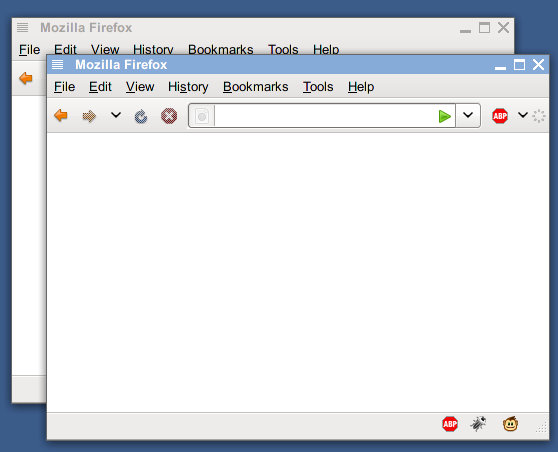 Mozilla Firefox
File Edit View History Bookmarks Tools Help
Mozilla Firefox
File Edit View History Bookmarks Tools Help
ABP
ABP